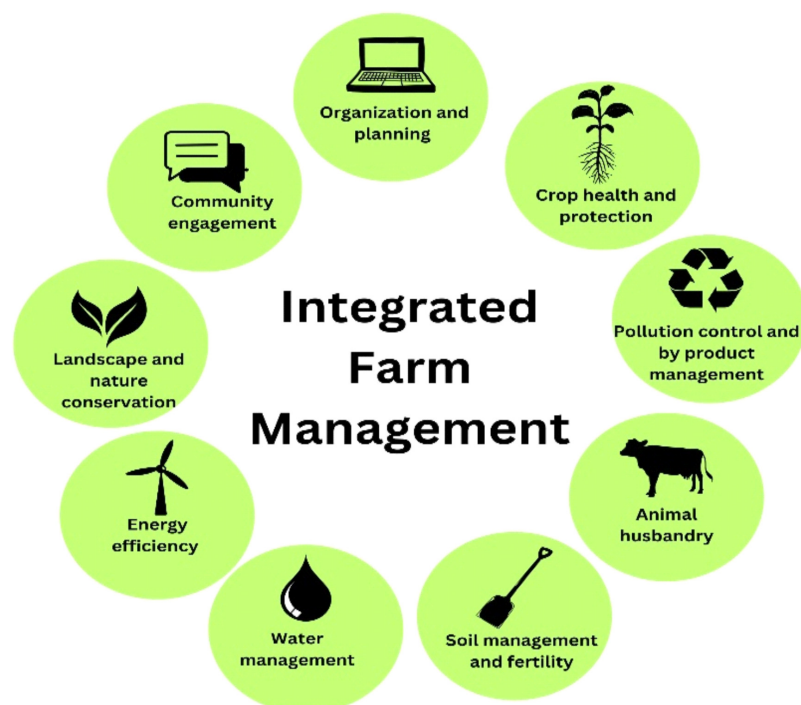 Organization and
planning
Crop health and
protection
Pollution control and
by product
management
Animal
husbandry
Soil management
and fertility
Water
management
Energy
efficiency
Landscape and
nature
conservation
Community
engagement
Integrated
Farm
Management